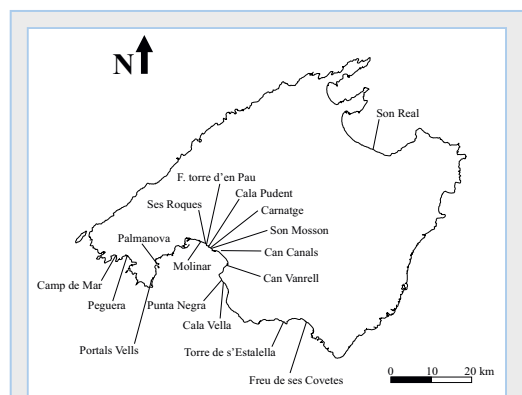 N
Son Real
F. torre d'en Pau
Cala Pudent
Ses Roques
Carnatge
Son Mosson
Palmanova
Can Canals
Molinar
Can Vanrell
Camp de Mar
Peguera
Punta Negra
Cala Vella
Portals Vells
Torre de s'Estalella
Freu de ses Covetes
0 10 20 km